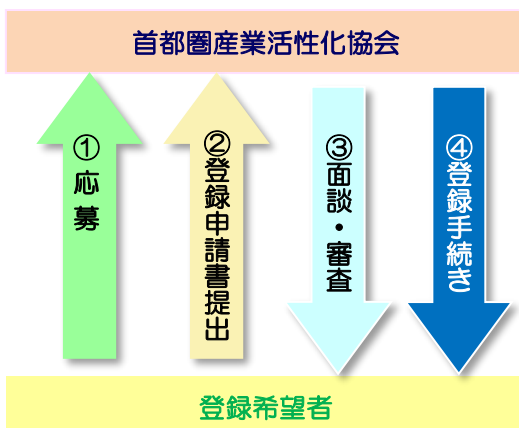 首都圏産業活性化協会
①応募
②登録申請書提出
③面談・審査
④登録手続き
登録希望者